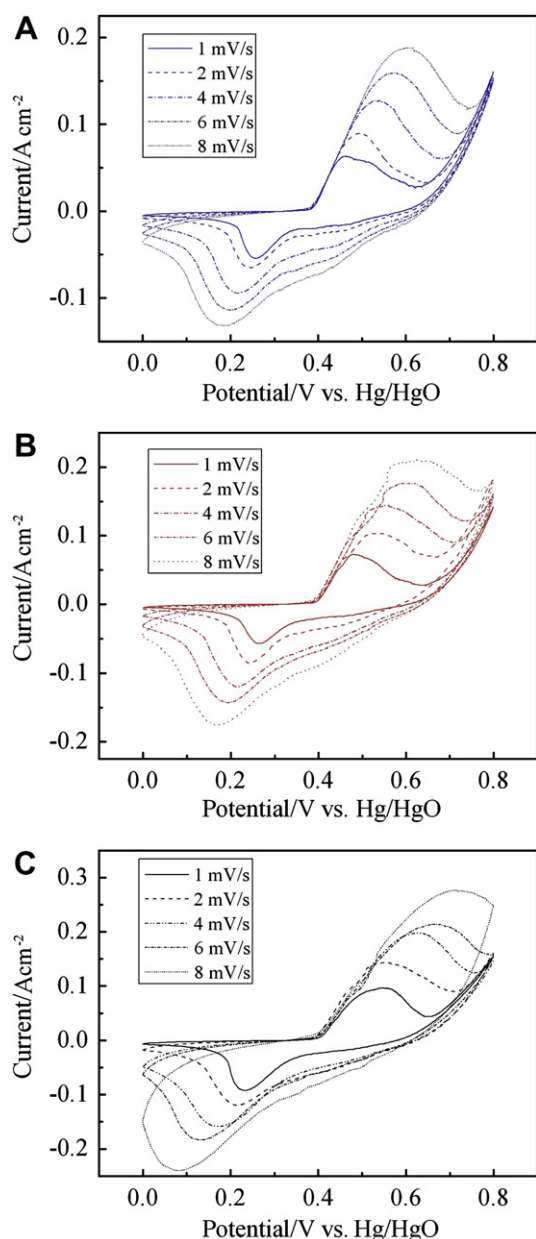 A
1 mV/s
2 mV/s
4 mV/s
6 mV/s
8 mV/s
0.2
0.1
0.0
-0.1
Current/A cm⁻²
0.0 0.2 0.4 0.6 0.8
Potential/V vs. Hg/HgO
B
1 mV/s
2 mV/s
4 mV/s
6 mV/s
8 mV/s
0.2
0.1
0.0
-0.1
-0.2
Current/A cm⁻²
0.0 0.2 0.4 0.6 0.8
Potential/V vs. Hg/HgO
C
1 mV/s
2 mV/s
4 mV/s
6 mV/s
8 mV/s
0.3
0.2
0.1
0.0
-0.1
-0.2
Current/Acm⁻²
0.0 0.2 0.4 0.6 0.8
Potential/V vs. Hg/HgO